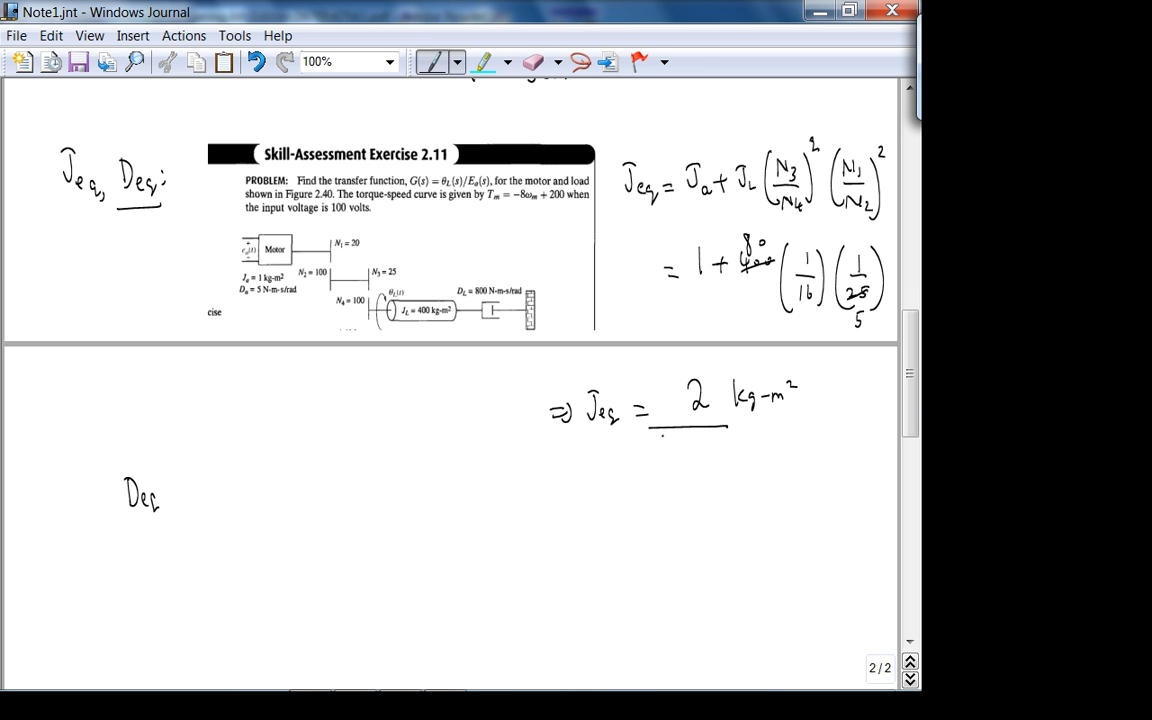 Note1.jnt - Windows Journal
File Edit View Insert Actions Tools Help
100%
Jeq, Deq:
Skill-Assessment Exercise 2.11
PROBLEM: Find the transfer function, G(s) = θL(s)/Ea(s), for the motor and load
shown in Figure 2.40. The torque-speed curve is given by Tm = −8ωm + 200 when
the input voltage is 100 volts.
ea(t)
Motor
N1 = 20
Ja = 1 kg-m²
Da = 5 N-m-s/rad
N2 = 100
N3 = 25
N4 = 100
θL(t)
JL = 400 kg-m²
DL = 800 N-m-s/rad
cise
Jeq = Ja + JL (N3/N4)² (N1/N2)²
= 1 + 400 80 (1/16) (1/25 5)
⇒ Jeq = 2 kg-m²
Deq
2 / 2